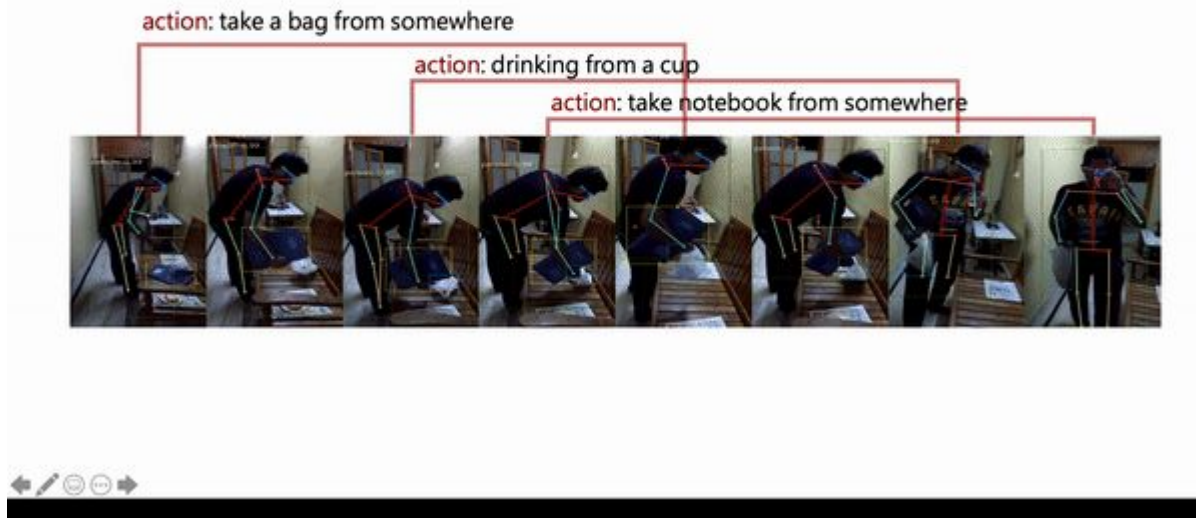 action: take a bag from somewhere
action: drinking from a cup
action: take notebook from somewhere